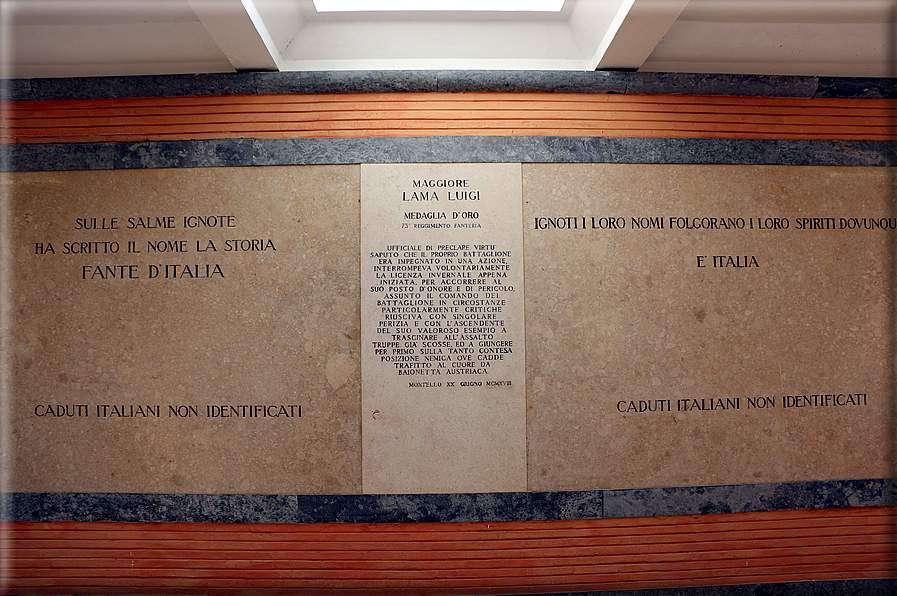 SULLE SALME IGNOTE
HA SCRITTO IL NOME LA STORIA
FANTE D'ITALIA
CADUTI ITALIANI NON IDENTIFICATI
MAGGIORE
LAMA LUIGI
MEDAGLIA D'ORO
73° REGGIMENTO FANTERIA
UFFICIALE DI PRECLARE VIRTU'
SAPUTO CHE IL PROPRIO BATTAGLIONE
ERA IMPEGNATO IN UNA AZIONE,
INTERROMPEVA VOLONTARIAMENTE
LA LICENZA INVERNALE APPENA
INIZIATA, PER ACCORRERE AL
SUO POSTO D'ONORE E DI PERICOLO.
ASSUNTO IL COMANDO DEL
BATTAGLIONE IN CIRCOSTANZE
PARTICOLARMENTE CRITICHE
RIUSCIVA CON SINGOLARE
PERIZIA E CON L'ASCENDENTE
DEL SUO VALOROSO ESEMPIO A
TRASCINARE ALL'ASSALTO
TRUPPE GIA' SCOSSE, ED A GIUNGERE
PER PRIMO SULLA TANTO CONTESA
POSIZIONE NEMICA OVE CADDE
TRAFITTO AL CUORE DA
BAIONETTA AUSTRIACA.
MONTELLO XX GIUGNO MCMXVIII
IGNOTI I LORO NOMI FOLGORANO I LORO SPIRITI DOVUNQU
E' ITALIA
CADUTI ITALIANI NON IDENTIFICATI